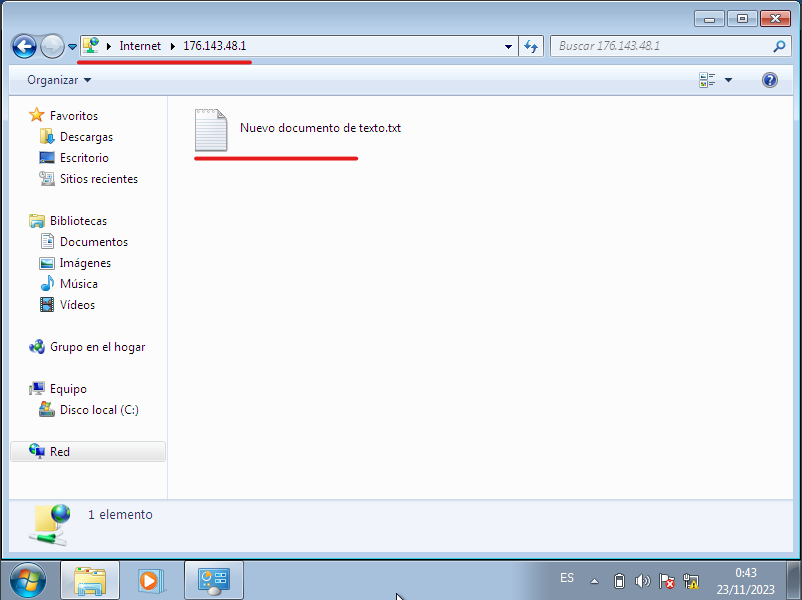 Internet
176.143.48.1
Buscar 176.143.48.1
Organizar
Favoritos
Descargas
Escritorio
Sitios recientes
Bibliotecas
Documentos
Imágenes
Música
Vídeos
Grupo en el hogar
Equipo
Disco local (C:)
Red
Nuevo documento de texto.txt
1 elemento
ES
0:43
23/11/2023